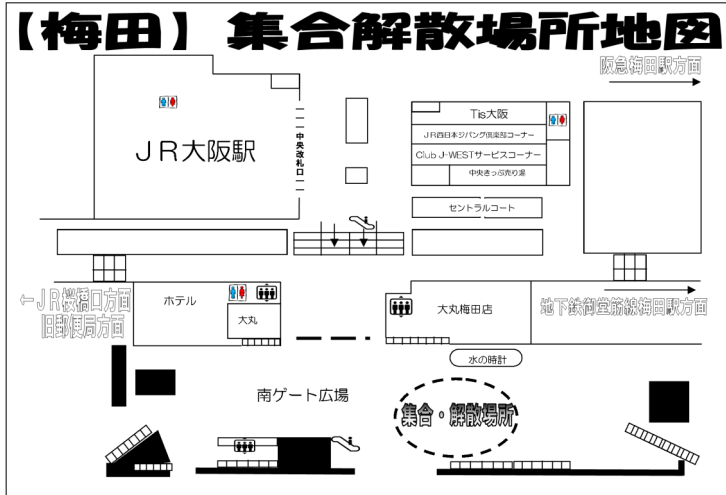 【梅田】集合解散場所地図
阪急梅田駅方面
JR大阪駅
中央改札口
Tis大阪
JR西日本ジパング倶楽部コーナー
Club J-WESTサービスコーナー
中央きっぷ売り場
セントラルコート
←JR桜橋口方面
旧郵便局方面
ホテル
大丸
大丸梅田店
地下鉄御堂筋線梅田駅方面
水の時計
南ゲート広場
集合・解散場所